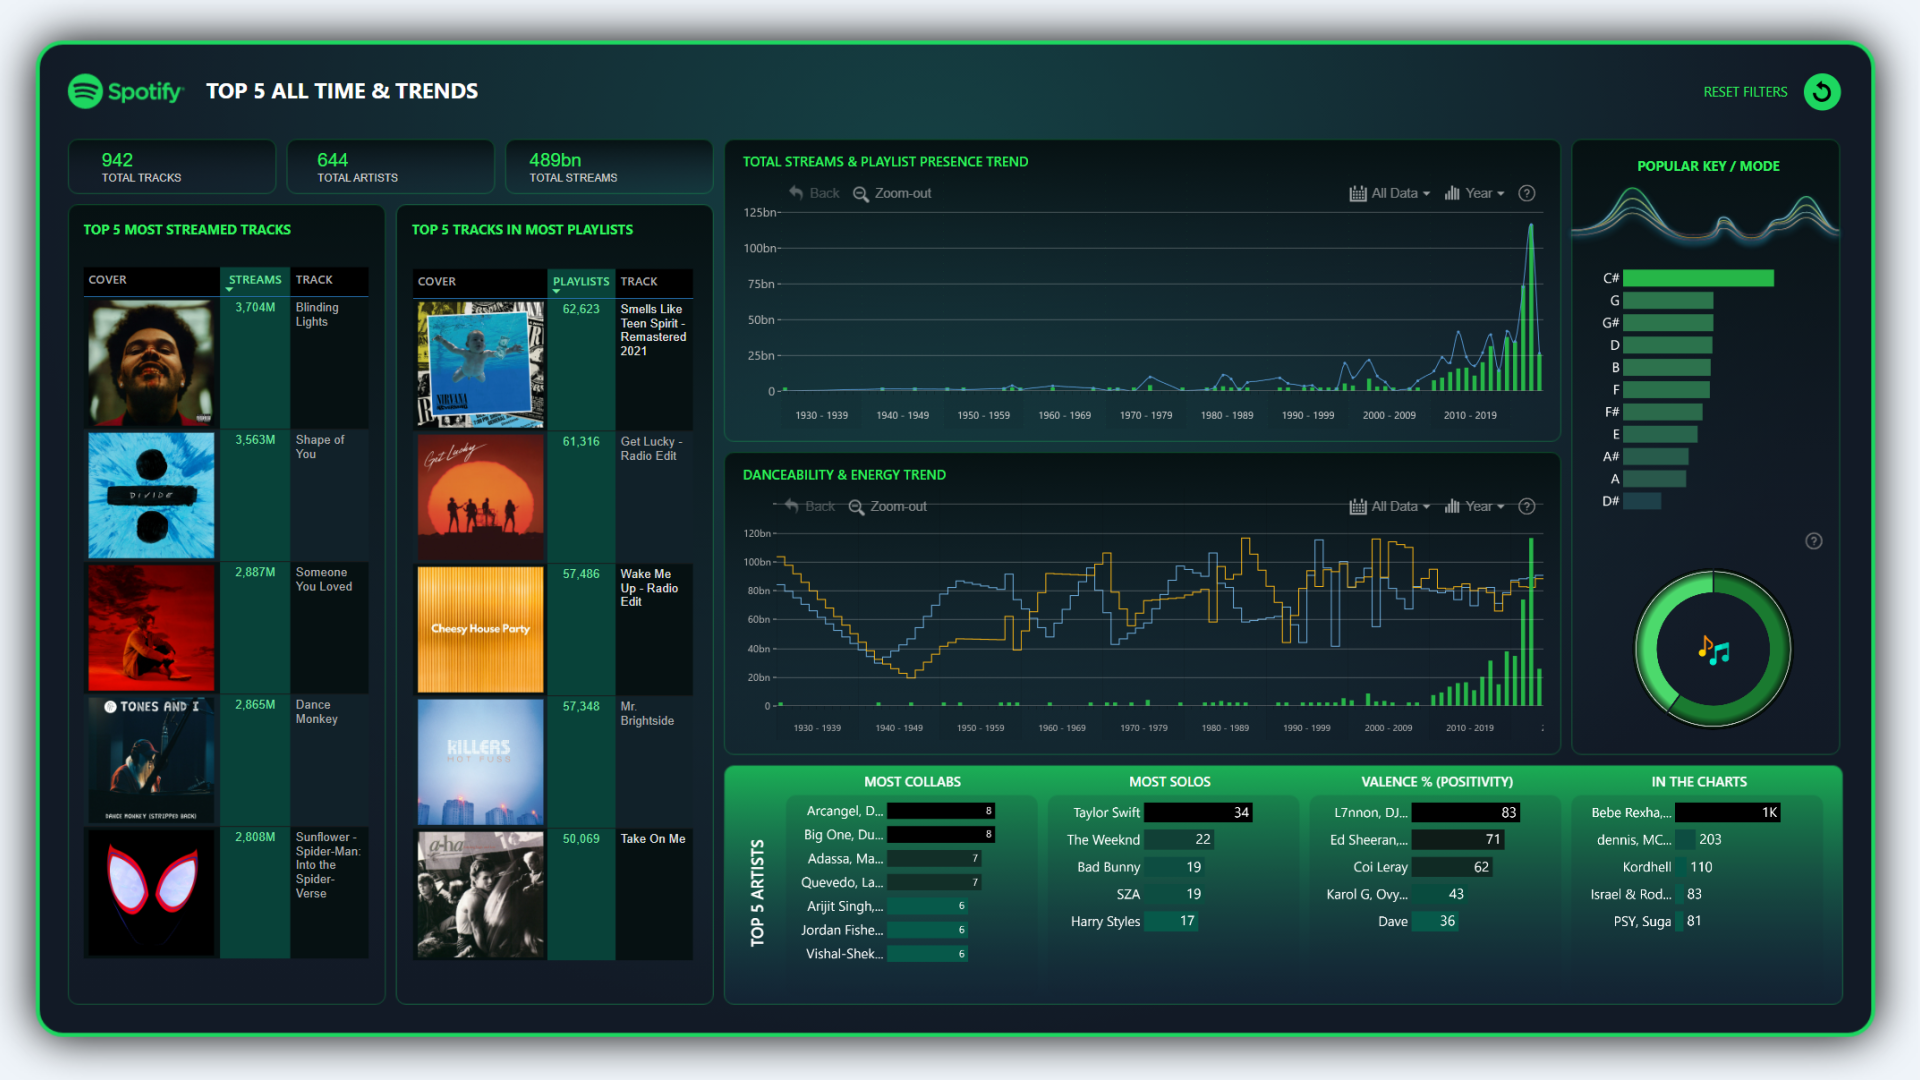 Spotify
TOP 5 ALL TIME & TRENDS
RESET FILTERS
942
TOTAL TRACKS
644
TOTAL ARTISTS
489bn
TOTAL STREAMS
TOP 5 MOST STREAMED TRACKS
COVER STREAMS TRACK
3,704M Blinding
Lights
DIVIDE
3,563M Shape of
You
2,887M Someone
You Loved
TONES AND I
DANCE MONKEY (STRIPPED BACK)
2,865M Dance
Monkey
2,808M Sunflower -
Spider-Man:
Into the
Spider-
Verse
TOP 5 TRACKS IN MOST PLAYLISTS
COVER PLAYLISTS TRACK
NIRVANA
62,623 Smells Like
Teen Spirit -
Remastered
2021
Get Lucky
61,316 Get Lucky -
Radio Edit
Cheesy House Party
57,486 Wake Me
Up - Radio
Edit
KILLERS
HOT FUSS
57,348 Mr.
Brightside
a-ha
50,069 Take On Me
TOTAL STREAMS & PLAYLIST PRESENCE TREND
Back Zoom-out All Data Year ?
125bn
100bn
75bn
50bn
25bn
0
1930 - 1939 1940 - 1949 1950 - 1959 1960 - 1969 1970 - 1979 1980 - 1989 1990 - 1999 2000 - 2009 2010 - 2019
DANCEABILITY & ENERGY TREND
Back Zoom-out All Data Year ?
120bn
100bn
80bn
60bn
40bn
20bn
0
1930 - 1939 1940 - 1949 1950 - 1959 1960 - 1969 1970 - 1979 1980 - 1989 1990 - 1999 2000 - 2009 2010 - 2019
POPULAR KEY / MODE
C#
G
G#
D
B
F
F#
E
A#
A
D#
?
TOP 5 ARTISTS
MOST COLLABS
Arcangel, D... 8
Big One, Du... 8
Adassa, Ma... 7
Quevedo, La... 7
Arijit Singh,... 6
Jordan Fishe... 6
Vishal-Shek... 6
MOST SOLOS
Taylor Swift 34
The Weeknd 22
Bad Bunny 19
SZA 19
Harry Styles 17
VALENCE % (POSITIVITY)
L7nnon, DJ... 83
Ed Sheeran,... 71
Coi Leray 62
Karol G, Ovy... 43
Dave 36
IN THE CHARTS
Bebe Rexha,... 1K
dennis, MC... 203
Kordhell 110
Israel & Rod... 83
PSY, Suga 81